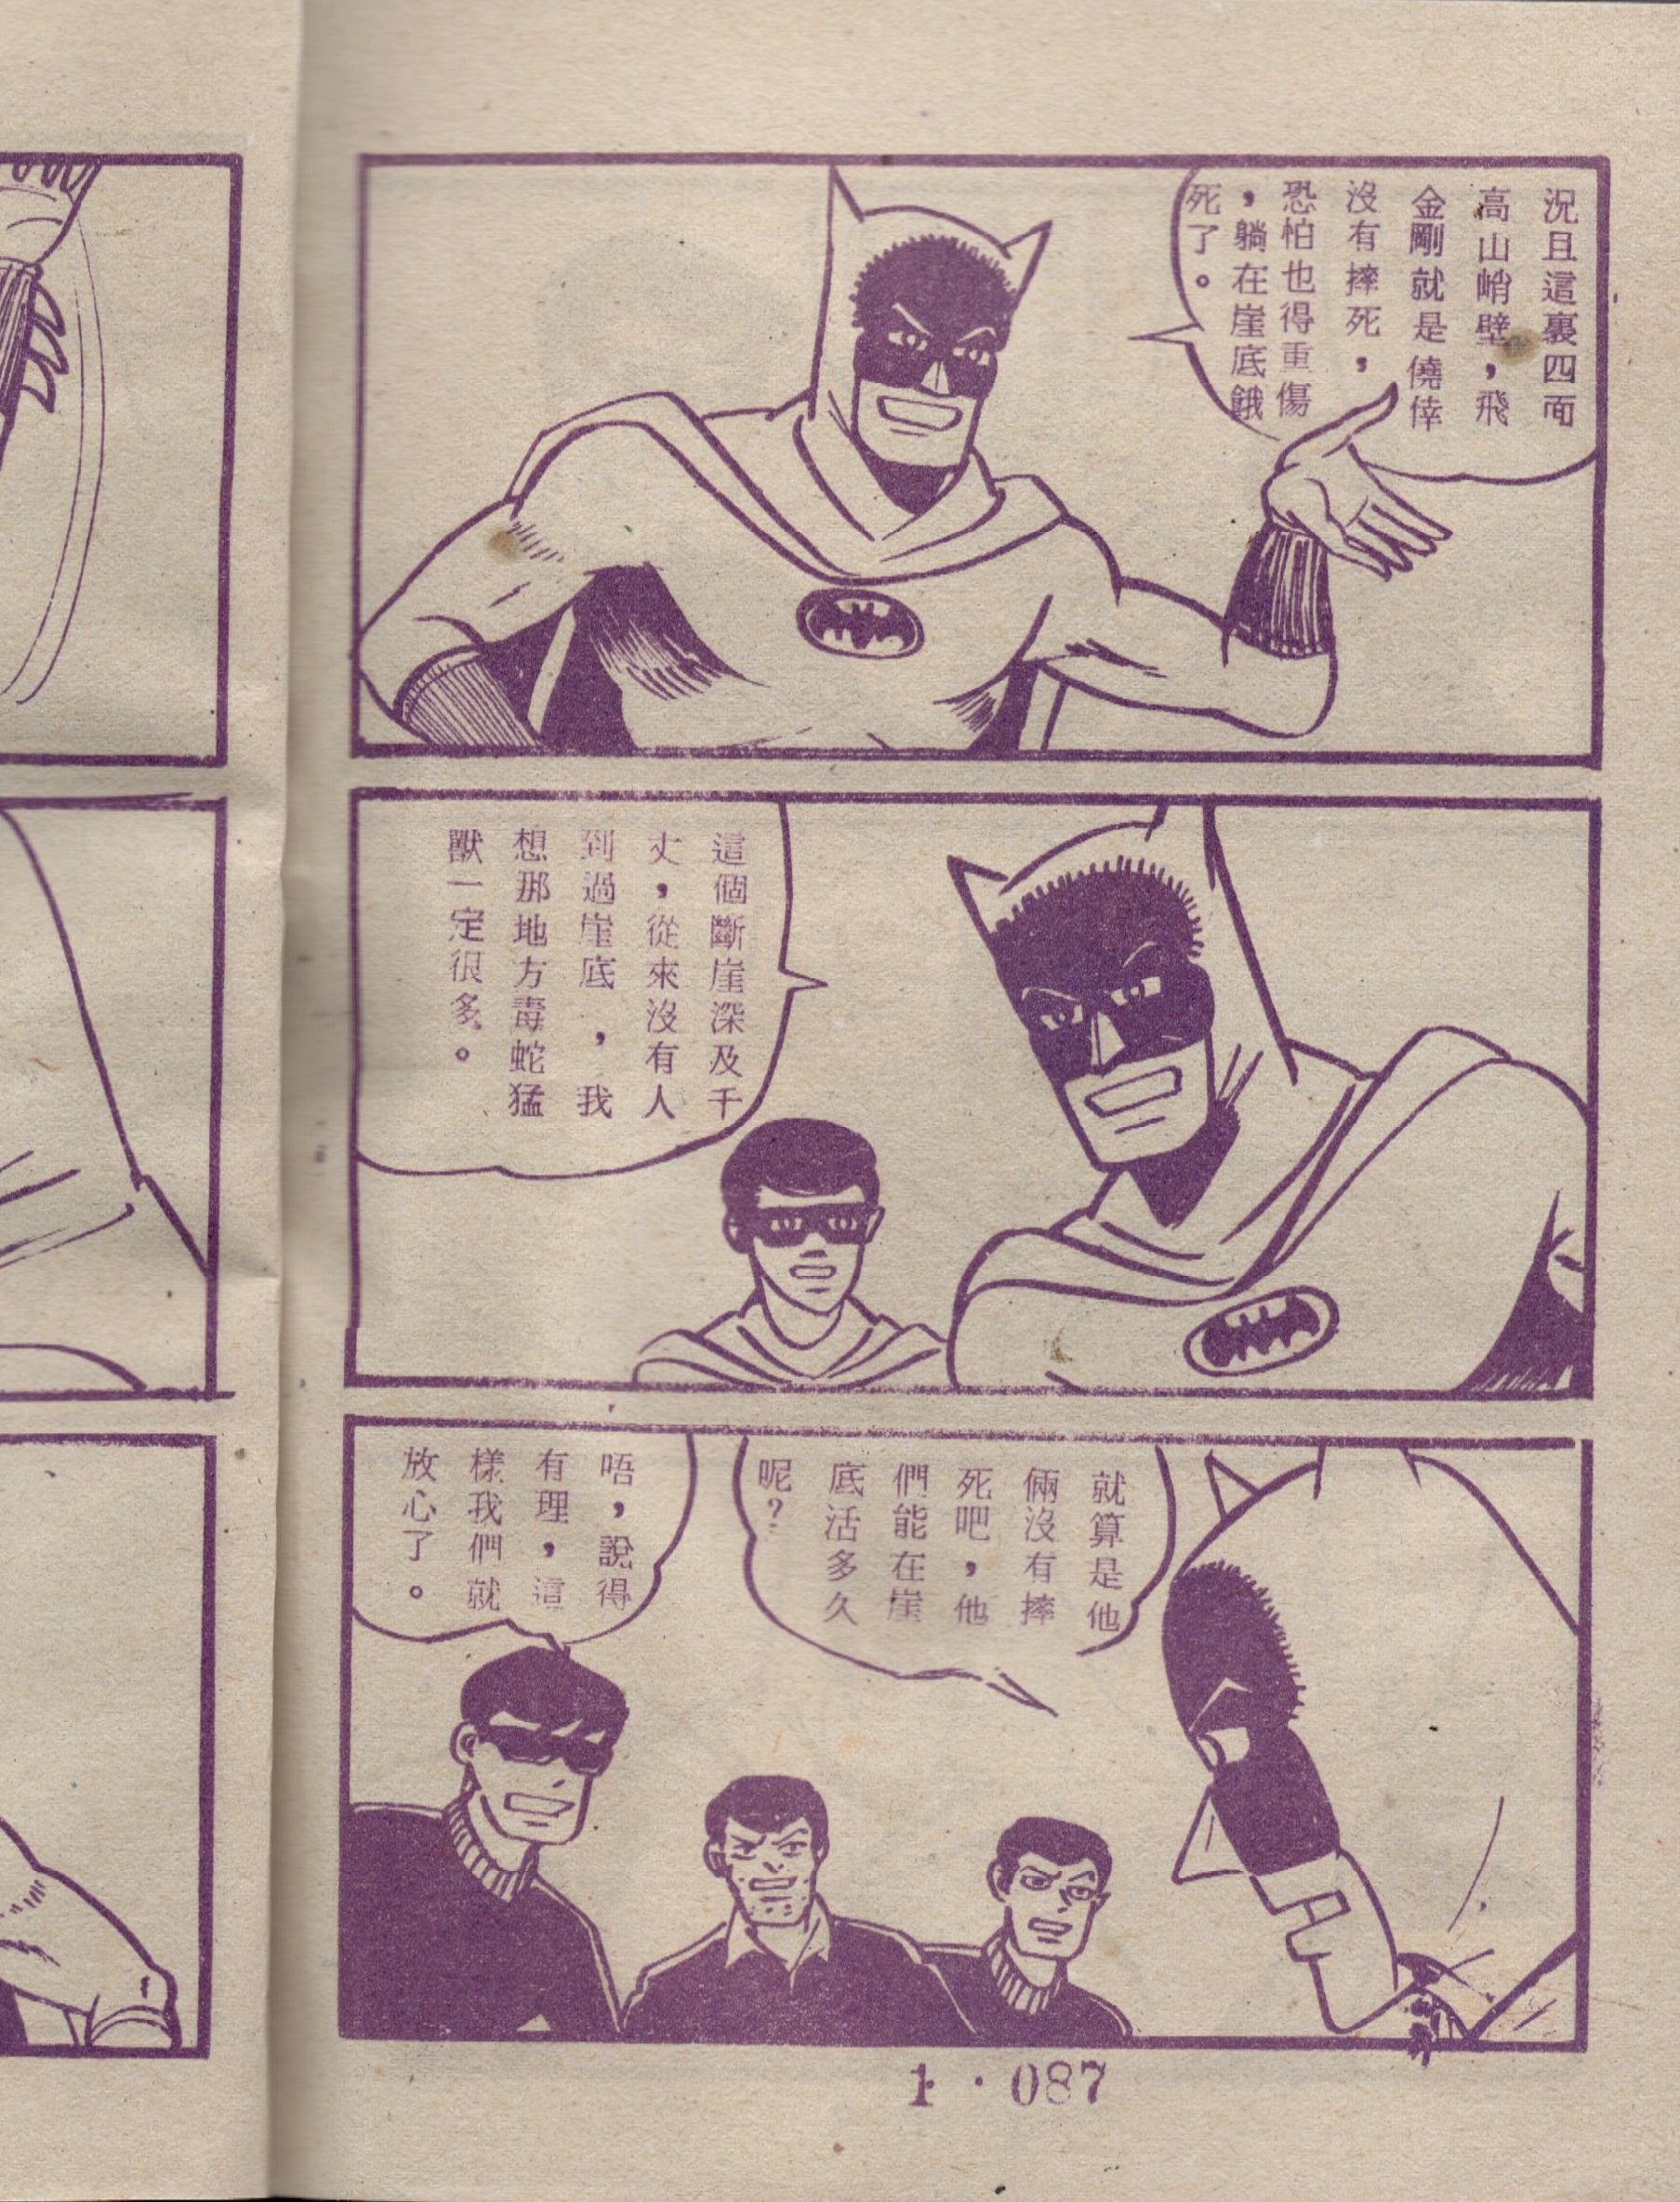 況且這裏四面
高山峭壁，飛
金剛就是僥倖
沒有摔死，
恐怕也得重傷
，躺在崖底餓
死了。
這個斷崖深及千
丈，從來沒有人
到過崖底，我
想那地方毒蛇猛
獸一定很多。
就算是他
倆沒有摔
死吧，他
們能在崖
底活多久
呢？
唔，說得
有理，這
樣我們就
放心了。
1·087